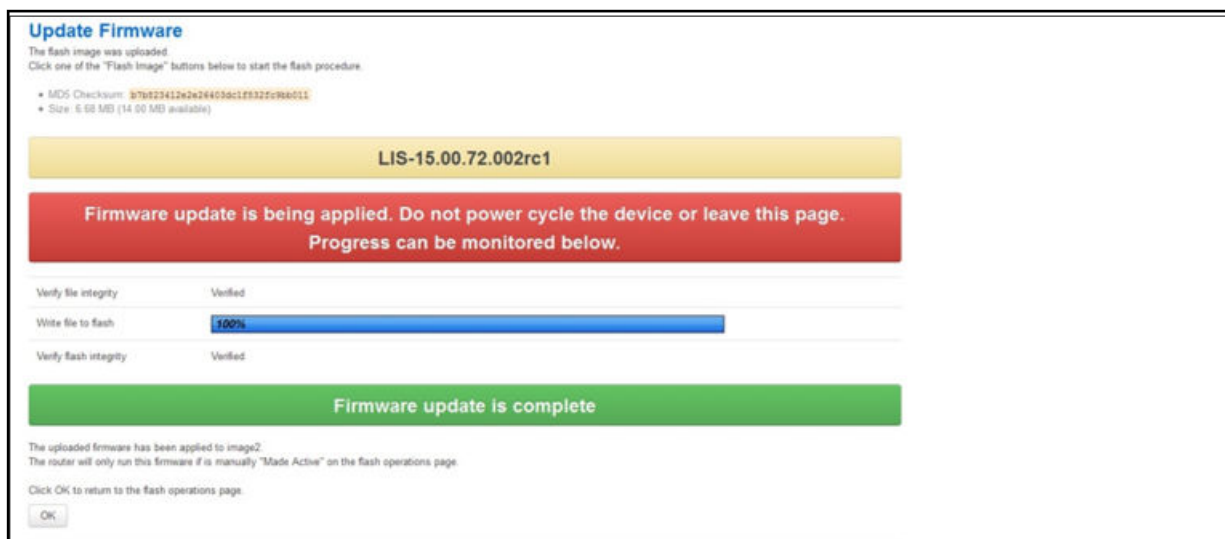 Update Firmware
The flash image was uploaded.
Click one of the "Flash Image" buttons below to start the flash procedure.
• MD5 Checksum:
• Size: 6.68 MB (14.00 MB available)
LIS-15.00.72.002rc1
Firmware update is being applied. Do not power cycle the device or leave this page.
Progress can be monitored below.
Verify file integrity Verified
Write file to flash 100%
Verify flash integrity Verified
Firmware update is complete
The uploaded firmware has been applied to image2.
The router will only run this firmware if is manually "Made Active" on the flash operations page.
Click OK to return to the flash operations page.
OK